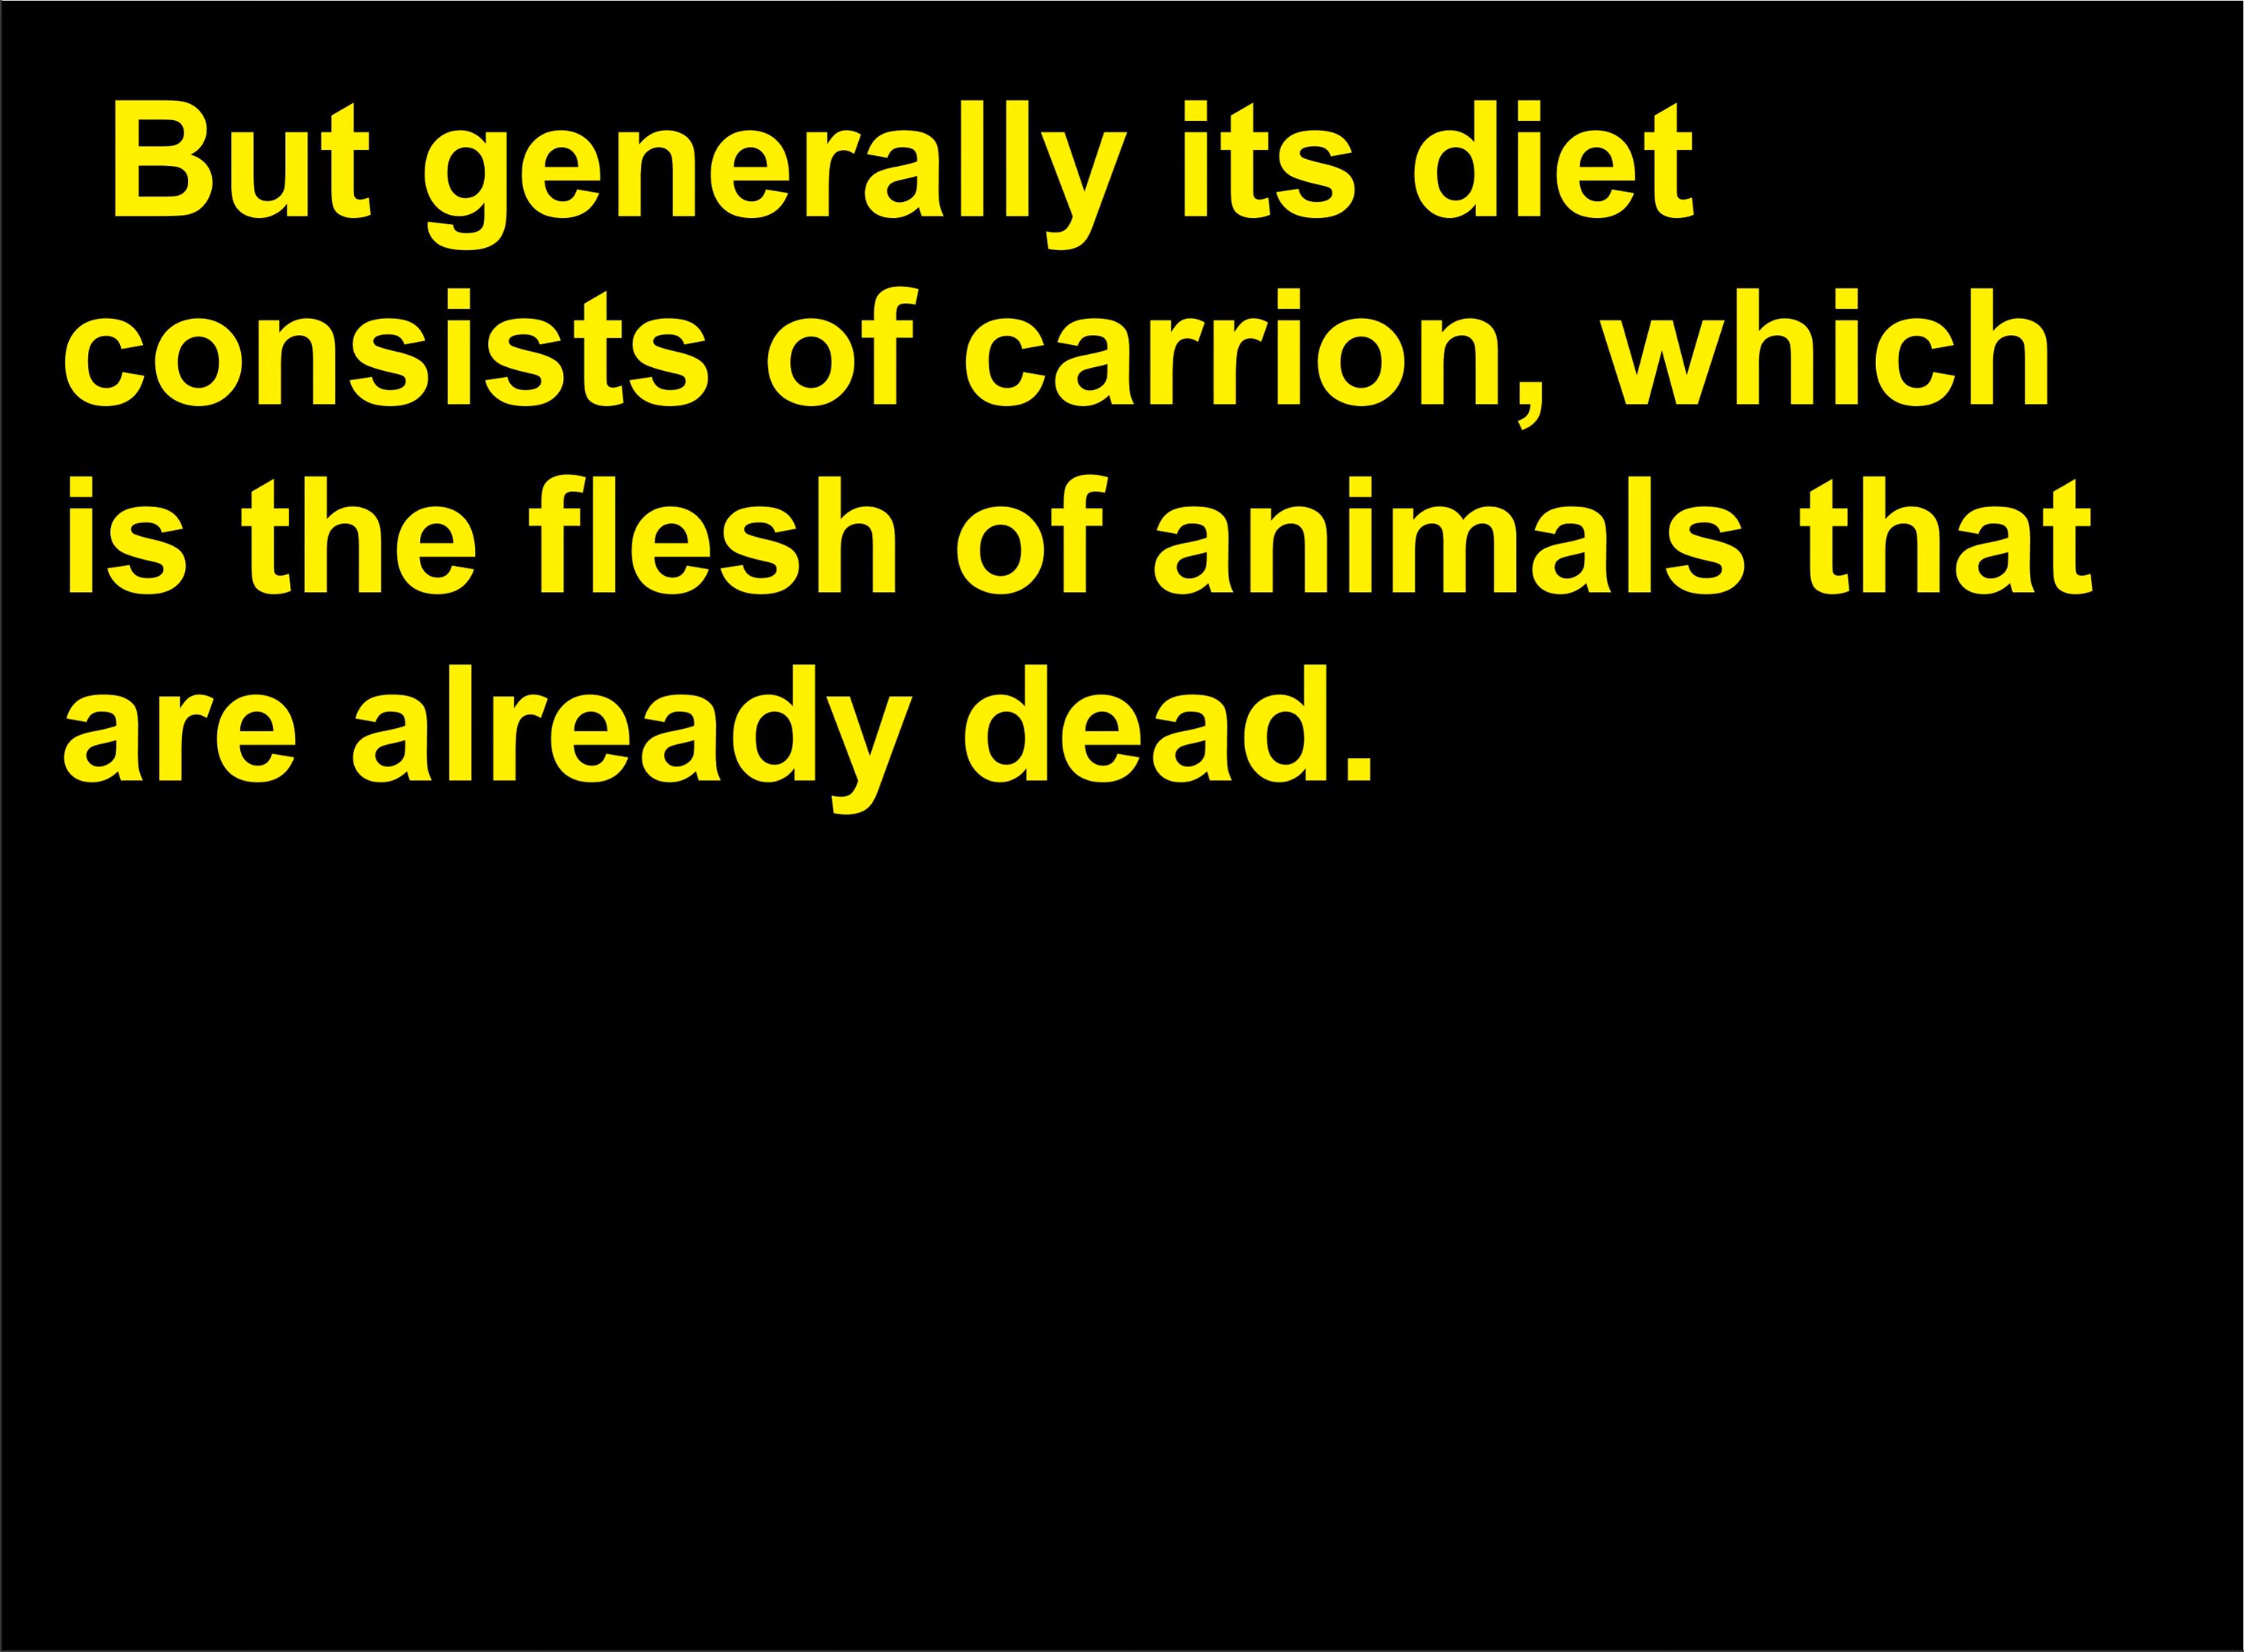 But generally its diet
consists of carrion, which
is the flesh of animals that
are already dead.